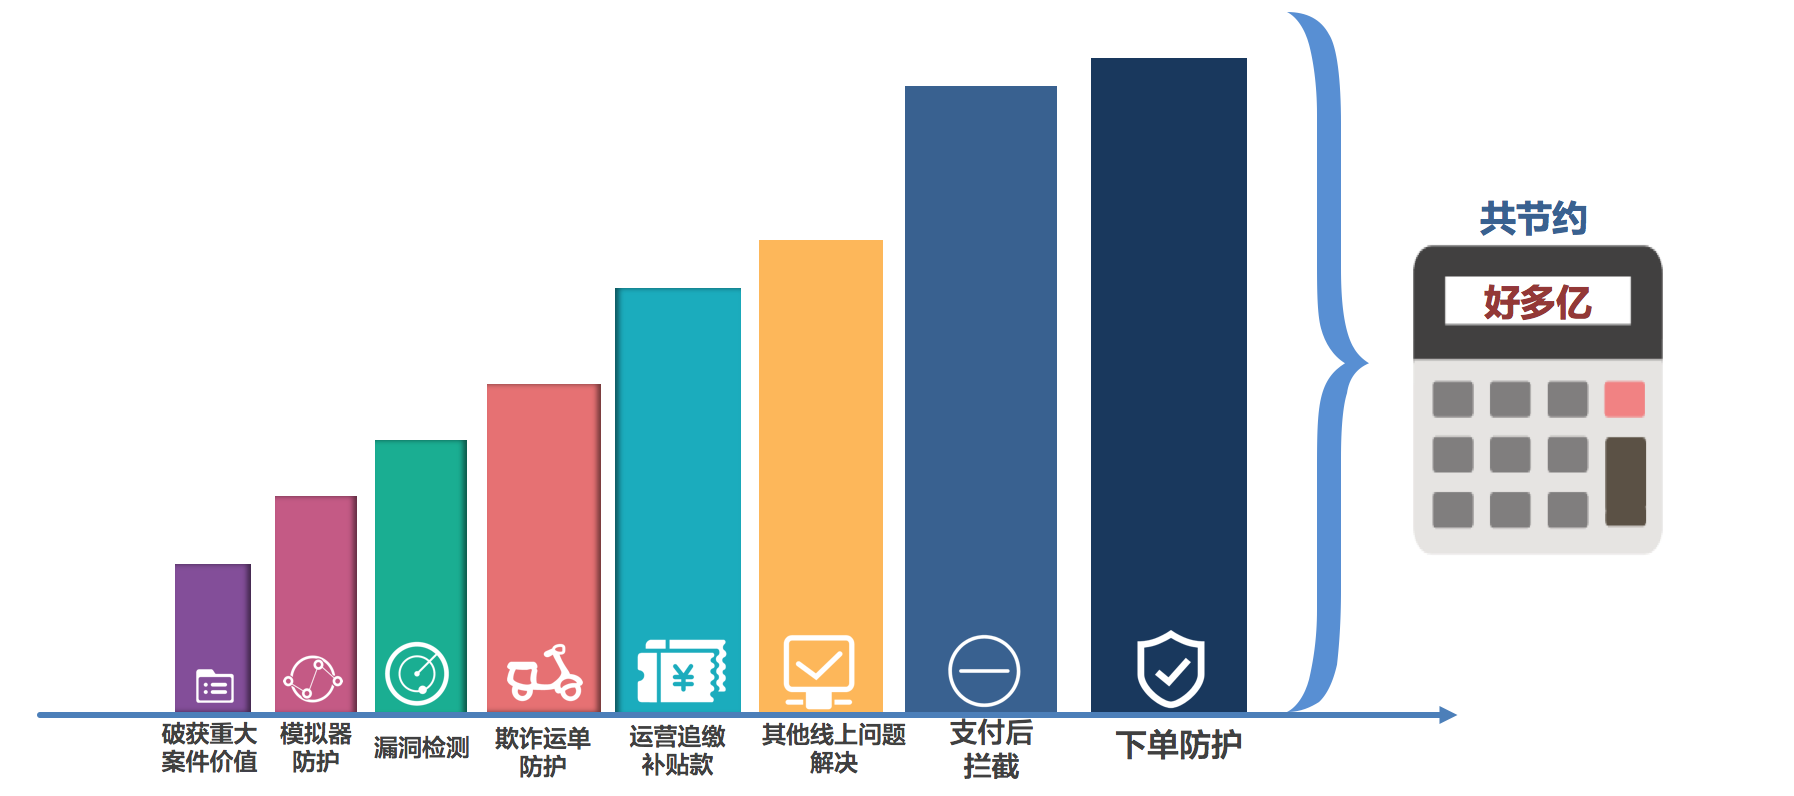 共节约
好多亿
¥
破获重大
案件价值
模拟器
防护
漏洞检测
欺诈运单
防护
运营追缴
补贴款
其他线上问题
解决
支付后
拦截
下单防护